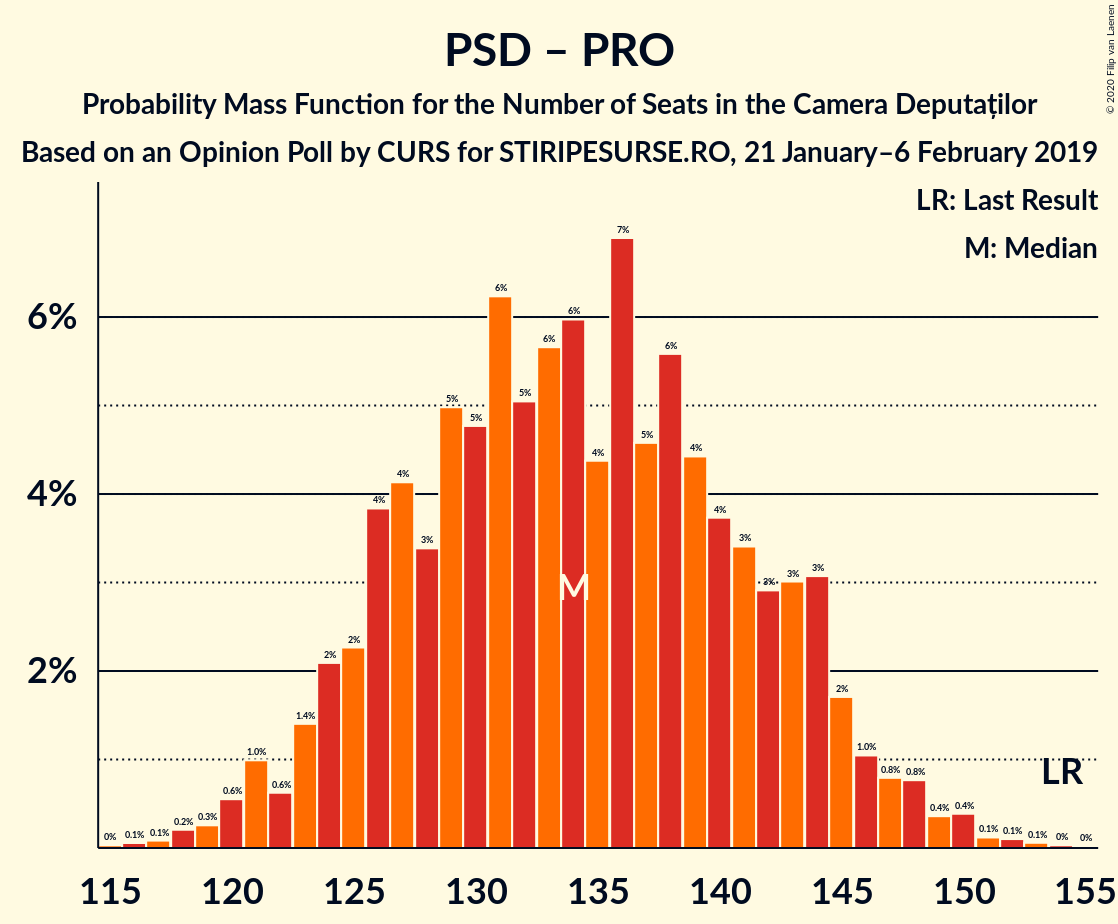 PSD – PRO
Probability Mass Function for the Number of Seats in the Camera Deputaților
Based on an Opinion Poll by CURS for STIRIPESURSE.RO, 21 January–6 February 2019
© 2020 Filip van Laenen
LR: Last Result
M: Median
6%
4%
2%
0% 0.1% 0.1% 0.2% 0.3% 0.6% 1.0% 0.6% 1.4% 2% 2% 4% 4% 3% 5% 5% 6% 5% 6% 6% 4% 7% 5% 6% 4% 4% 3% 3% 3% 3% 2% 1.0% 0.8% 0.8% 0.4% 0.4% 0.1% 0.1% 0.1% 0% 0%
M
LR
115 120 125 130 135 140 145 150 155